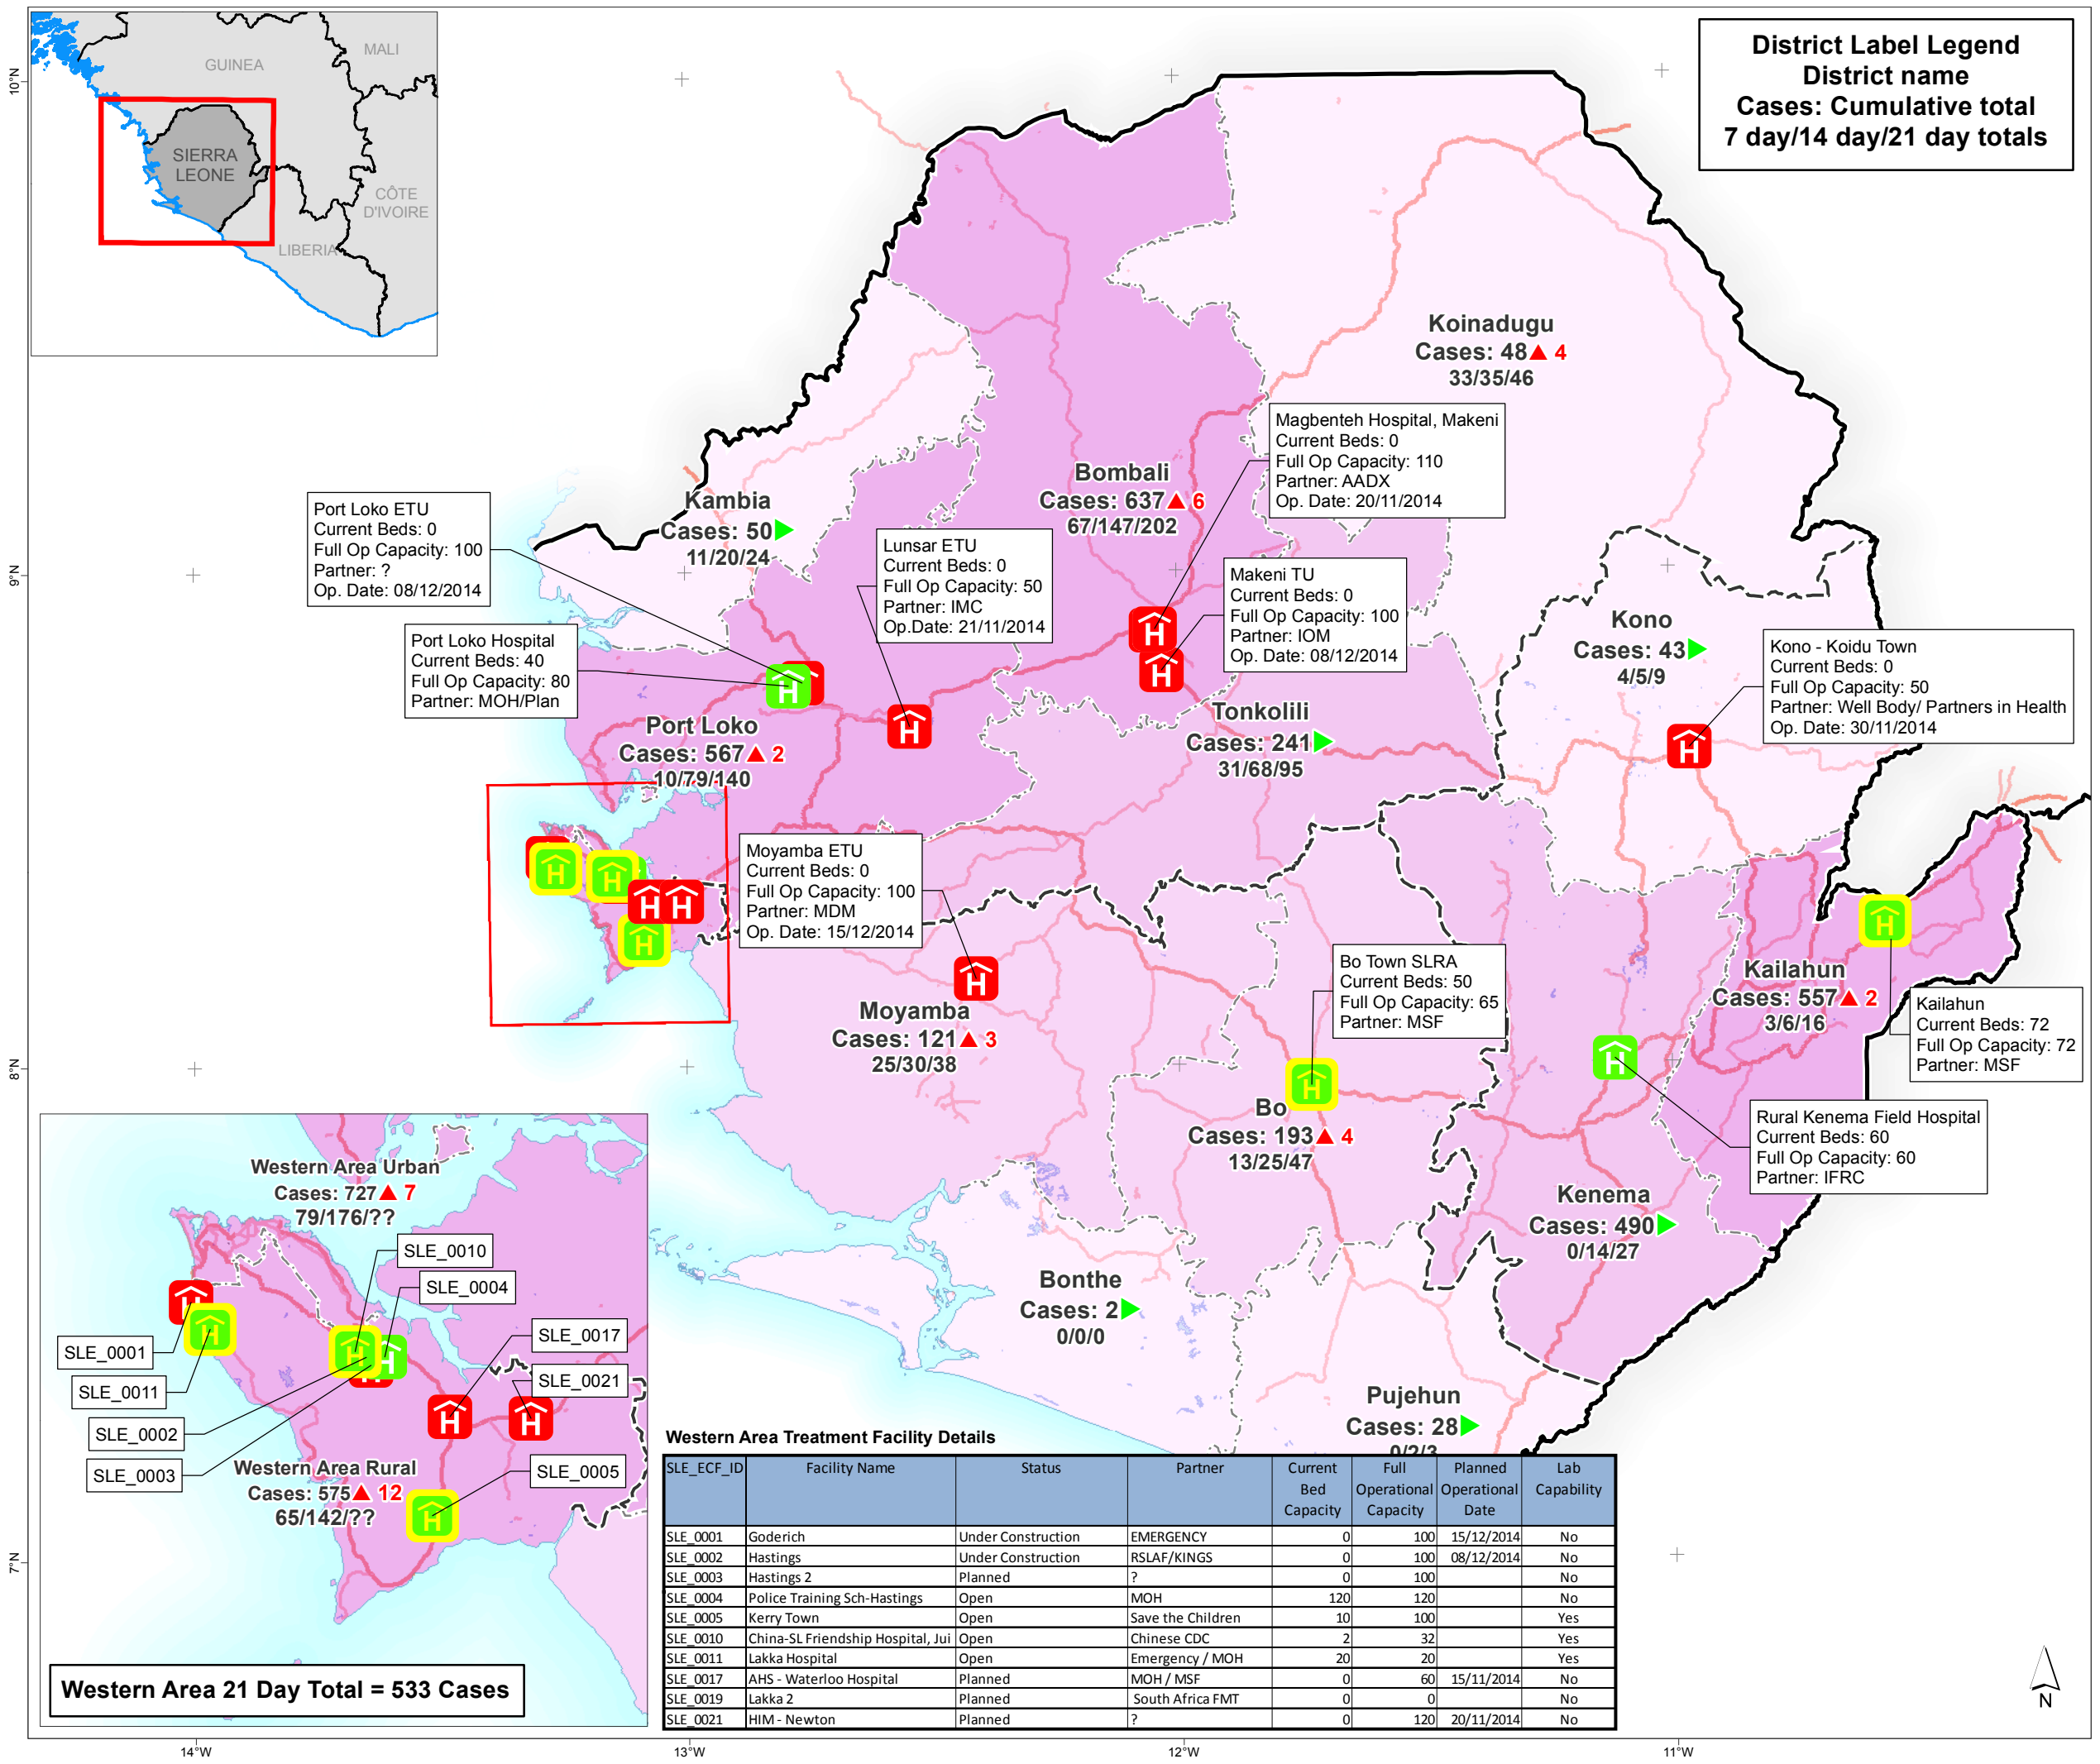 GUINEA
MALI
SIERRA
LEONE
CÔTE
D'IVOIRE
LIBERIA
District Label Legend
District name
Cases: Cumulative total
7 day/14 day/21 day totals
10°N
9°N
8°N
7°N
14°W
13°W
12°W
11°W
Koinadugu
Cases: 48 4
33/35/46
Magbenteh Hospital, Makeni
Current Beds: 0
Full Op Capacity: 110
Partner: AADX
Op. Date: 20/11/2014
Bombali
Cases: 637 6
67/147/202
Kambia
Cases: 50
11/20/24
Port Loko ETU
Current Beds: 0
Full Op Capacity: 100
Partner: ?
Op. Date: 08/12/2014
Lunsar ETU
Current Beds: 0
Full Op Capacity: 50
Partner: IMC
Op.Date: 21/11/2014
Makeni TU
Current Beds: 0
Full Op Capacity: 100
Partner: IOM
Op. Date: 08/12/2014
Kono
Cases: 43
4/5/9
Kono - Koidu Town
Current Beds: 0
Full Op Capacity: 50
Partner: Well Body/ Partners in Health
Op. Date: 30/11/2014
Port Loko Hospital
Current Beds: 40
Full Op Capacity: 80
Partner: MOH/Plan
H
H
H
H
H
H
Port Loko
Cases: 567 2
10/79/140
Tonkolili
Cases: 241
31/68/95
Moyamba ETU
Current Beds: 0
Full Op Capacity: 100
Partner: MDM
Op. Date: 15/12/2014
H
H
H
H
H
H
H
Moyamba
Cases: 121 3
25/30/38
Bo Town SLRA
Current Beds: 50
Full Op Capacity: 65
Partner: MSF
Kailahun
Cases: 557 2
3/6/16
Kailahun
Current Beds: 72
Full Op Capacity: 72
Partner: MSF
H
H
Bo
Cases: 193 4
13/25/47
Rural Kenema Field Hospital
Current Beds: 60
Full Op Capacity: 60
Partner: IFRC
Kenema
Cases: 490
0/14/27
Bonthe
Cases: 2
0/0/0
Pujehun
Cases: 28
0/2/3
Western Area Urban
Cases: 727 7
79/176/??
SLE_0010
SLE_0004
SLE_0017
SLE_0001
SLE_0021
SLE_0011
SLE_0002
SLE_0003
SLE_0005
H
H
H
H
H
H
H
H
Western Area Rural
Cases: 575 12
65/142/??
Western Area 21 Day Total = 533 Cases
Western Area Treatment Facility Details
SLE_ECF_ID Facility Name Status Partner Current Bed Capacity Full Operational Capacity Planned Operational Date Lab Capability
SLE_0001 Goderich Under Construction EMERGENCY 0 100 15/12/2014 No
SLE_0002 Hastings Under Construction RSLAF/KINGS 0 100 08/12/2014 No
SLE_0003 Hastings 2 Planned ? 0 100 No
SLE_0004 Police Training Sch-Hastings Open MOH 120 120 No
SLE_0005 Kerry Town Open Save the Children 10 100 Yes
SLE_0010 China-SL Friendship Hospital, Jui Open Chinese CDC 2 32 Yes
SLE_0011 Lakka Hospital Open Emergency / MOH 20 20 Yes
SLE_0017 AHS - Waterloo Hospital Planned MOH / MSF 0 60 15/11/2014 No
SLE_0019 Lakka 2 Planned South Africa FMT 0 0 No
SLE_0021 HIM - Newton Planned ? 0 120 20/11/2014 No
N